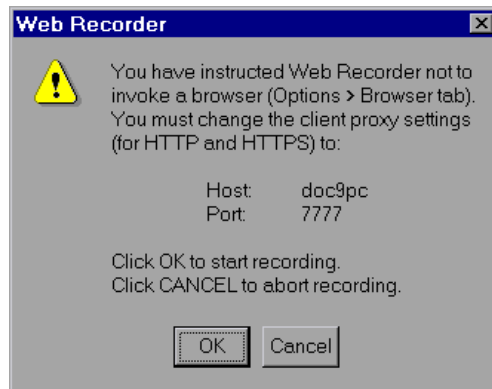 Web Recorder
You have instructed Web Recorder not to
invoke a browser (Options > Browser tab).
You must change the client proxy settings
(for HTTP and HTTPS) to:
Host: doc9pc
Port: 7777
Click OK to start recording.
Click CANCEL to abort recording.
OK Cancel